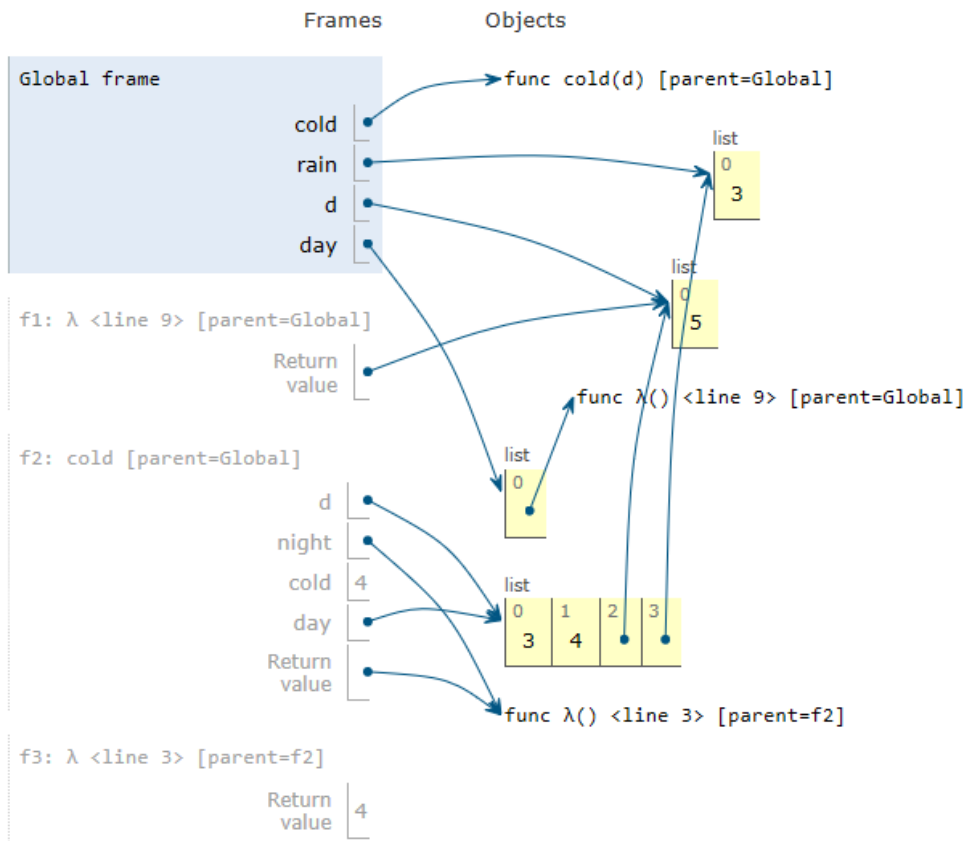 Frames Objects
Global frame
func cold(d) [parent=Global]
cold
list
rain
0
3
d
day
list
0
5
f1: λ <line 9> [parent=Global]
Return
value
func λ() <line 9> [parent=Global]
list
f2: cold [parent=Global]
0
d
night
cold 4
list
0 1 2 3
3 4
day
Return
value
func λ() <line 3> [parent=f2]
f3: λ <line 3> [parent=f2]
Return
value
4